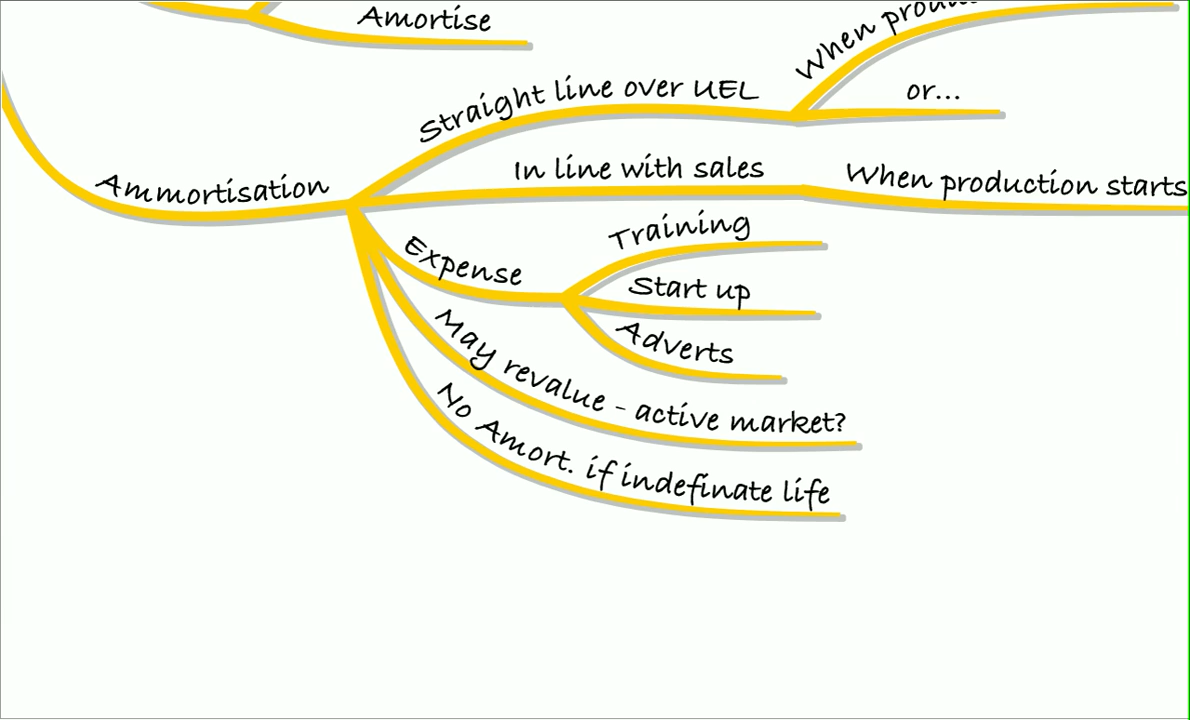 Amortise
When
Straight line over UEL
or...
Ammortisation
In line with sales
When production starts
Expense
Training
Start up
Adverts
May revalue - active market?
No Amort. if indefinate life